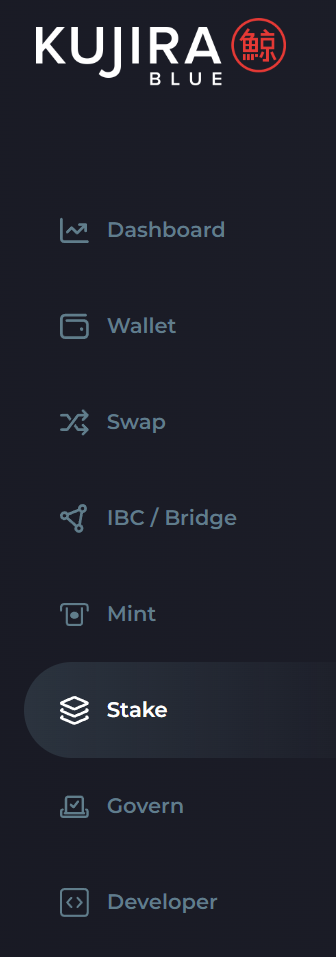 KUJIRA 鯨
BLUE
Dashboard
Wallet
Swap
IBC / Bridge
Mint
Stake
Govern
Developer